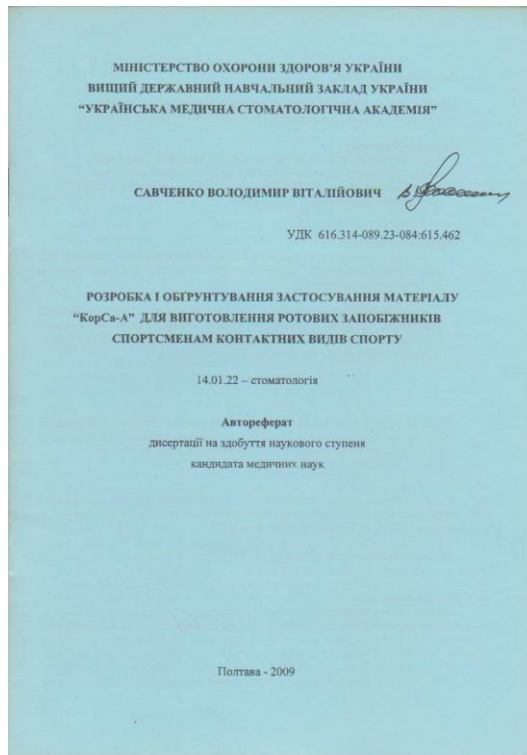 МІНІСТЕРСТВО ОХОРОНИ ЗДОРОВ'Я УКРАЇНИ
ВИЩИЙ ДЕРЖАВНИЙ НАВЧАЛЬНИЙ ЗАКЛАД УКРАЇНИ
“УКРАЇНСЬКА МЕДИЧНА СТОМАТОЛОГІЧНА АКАДЕМІЯ”
САВЧЕНКО ВОЛОДИМИР ВІТАЛІЙОВИЧ
УДК 616.314-089.23-084:615.462
РОЗРОБКА І ОБҐРУНТУВАННЯ ЗАСТОСУВАННЯ МАТЕРІАЛУ
“КорСа-А” ДЛЯ ВИГОТОВЛЕННЯ РОТОВИХ ЗАПОБІЖНИКІВ
СПОРТСМЕНАМ КОНТАКТНИХ ВИДІВ СПОРТУ
14.01.22 – стоматологія
Автореферат
дисертації на здобуття наукового ступеня
кандидата медичних наук
Полтава - 2009